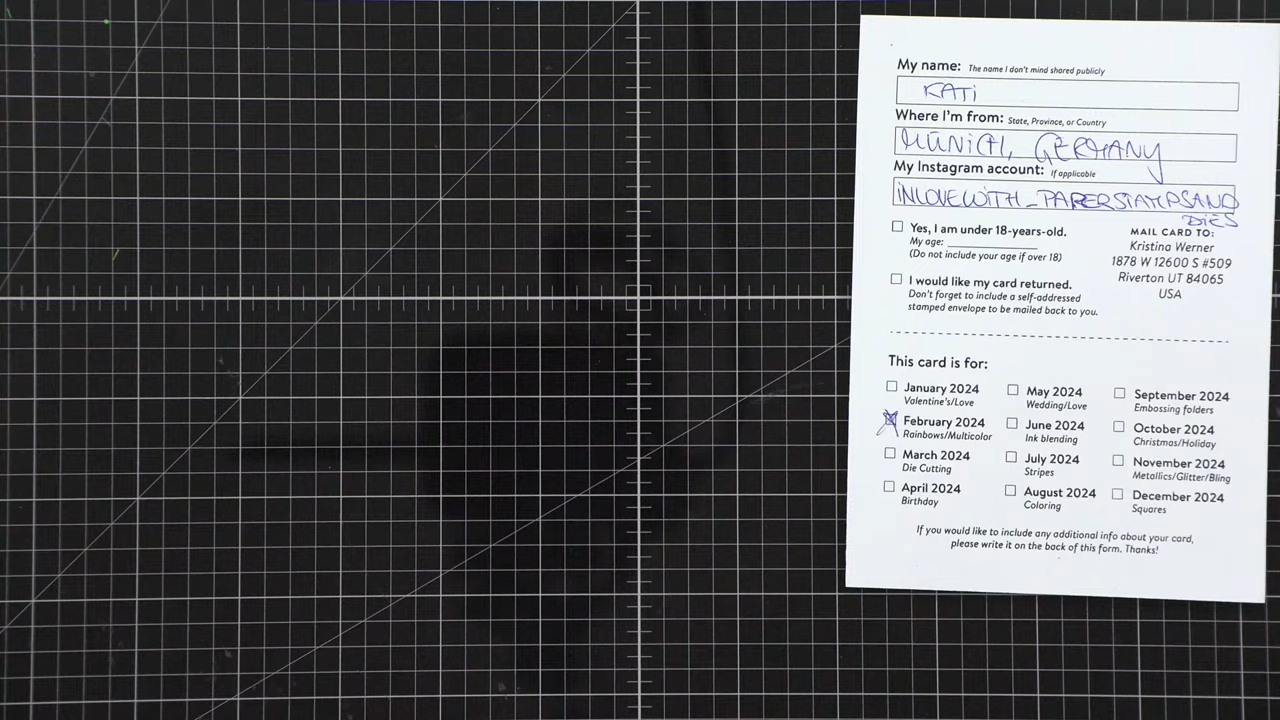 My name: The name I don't mind shared publicly
KATi
Where I'm from: State, Province, or Country
MÜNiCH, GERMANY
My Instagram account: If applicable
iNLOVEWiTH_PAPERSTAMPSAND
DiES
Yes, I am under 18-years-old.
My age:
(Do not include your age if over 18)
I would like my card returned.
Don't forget to include a self-addressed
stamped envelope to be mailed back to you.
MAIL CARD TO:
Kristina Werner
1878 W 12600 S #509
Riverton UT 84065
USA
This card is for:
January 2024
Valentine's/Love
February 2024
Rainbows/Multicolor
March 2024
Die Cutting
April 2024
Birthday
May 2024
Wedding/Love
June 2024
Ink blending
July 2024
Stripes
August 2024
Coloring
September 2024
Embossing folders
October 2024
Christmas/Holiday
November 2024
Metallics/Glitter/Bling
December 2024
Squares
If you would like to include any additional info about your card,
please write it on the back of this form. Thanks!